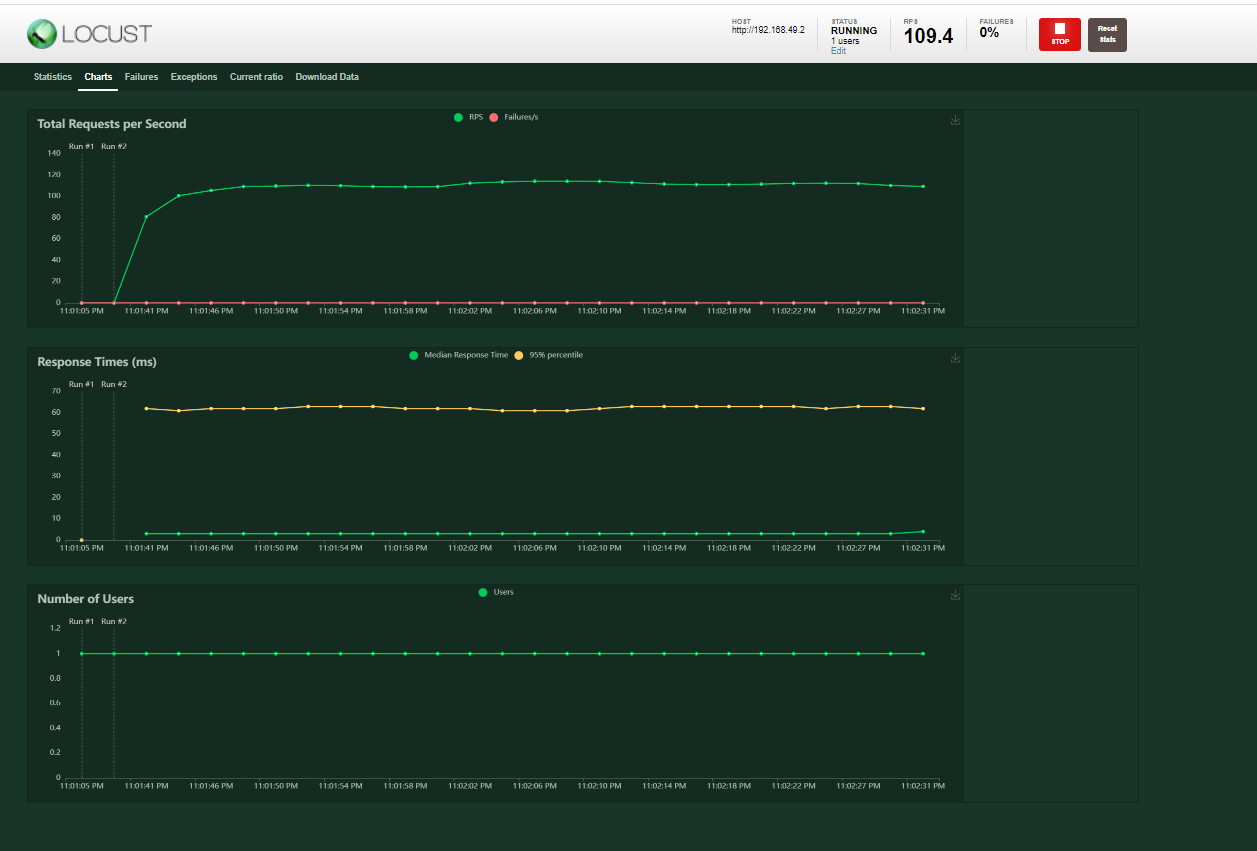 LOCUST
HOST
http://192.168.49.2
STATUS
RUNNING
1 users
Edit
RPS
109.4
FAILURES
0%
STOP
Reset
Stats
Statistics Charts Failures Exceptions Current ratio Download Data
Total Requests per Second
RPS Failures/s
Run #1 Run #2
140
120
100
80
60
40
20
0
11:01:05 PM 11:01:41 PM 11:01:46 PM 11:01:50 PM 11:01:54 PM 11:01:58 PM 11:02:02 PM 11:02:06 PM 11:02:10 PM 11:02:14 PM 11:02:18 PM 11:02:22 PM 11:02:27 PM 11:02:31 PM
Response Times (ms)
Median Response Time 95% percentile
Run #1 Run #2
70
60
50
40
30
20
10
0
11:01:05 PM 11:01:41 PM 11:01:46 PM 11:01:50 PM 11:01:54 PM 11:01:58 PM 11:02:02 PM 11:02:06 PM 11:02:10 PM 11:02:14 PM 11:02:18 PM 11:02:22 PM 11:02:27 PM 11:02:31 PM
Number of Users
Users
Run #1 Run #2
1.2
1
0.8
0.6
0.4
0.2
0
11:01:05 PM 11:01:41 PM 11:01:46 PM 11:01:50 PM 11:01:54 PM 11:01:58 PM 11:02:02 PM 11:02:06 PM 11:02:10 PM 11:02:14 PM 11:02:18 PM 11:02:22 PM 11:02:27 PM 11:02:31 PM